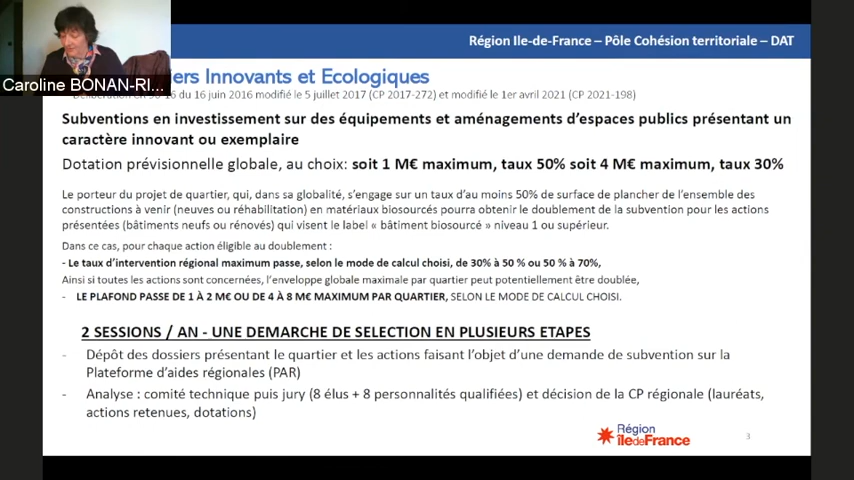 Région Ile-de-France – Pôle Cohésion territoriale – DAT
Caroline BONAN-RI...
iers Innovants et Ecologiques
16 du 16 juin 2016 modifié le 5 juillet 2017 (CP 2017-272) et modifié le 1er avril 2021 (CP 2021-198)
Subventions en investissement sur des équipements et aménagements d'espaces publics présentant un
caractère innovant ou exemplaire
Dotation prévisionnelle globale, au choix: soit 1 M€ maximum, taux 50% soit 4 M€ maximum, taux 30%
Le porteur du projet de quartier, qui, dans sa globalité, s'engage sur un taux d'au moins 50% de surface de plancher de l'ensemble des
constructions à venir (neuves ou réhabilitation) en matériaux biosourcés pourra obtenir le doublement de la subvention pour les actions
présentées (bâtiments neufs ou rénovés) qui visent le label « bâtiment biosourcé » niveau 1 ou supérieur.
Dans ce cas, pour chaque action éligible au doublement :
- Le taux d'intervention régional maximum passe, selon le mode de calcul choisi, de 30% à 50 % ou 50 % à 70%,
Ainsi si toutes les actions sont concernées, l'enveloppe globale maximale par quartier peut potentiellement être doublée,
- LE PLAFOND PASSE DE 1 À 2 M€ OU DE 4 À 8 M€ MAXIMUM PAR QUARTIER, SELON LE MODE DE CALCUL CHOISI.
2 SESSIONS / AN - UNE DEMARCHE DE SELECTION EN PLUSIEURS ETAPES
- Dépôt des dossiers présentant le quartier et les actions faisant l'objet d'une demande de subvention sur la
Plateforme d'aides régionales (PAR)
- Analyse : comité technique puis jury (8 élus + 8 personnalités qualifiées) et décision de la CP régionale (lauréats,
actions retenues, dotations)
Région
îledeFrance
3